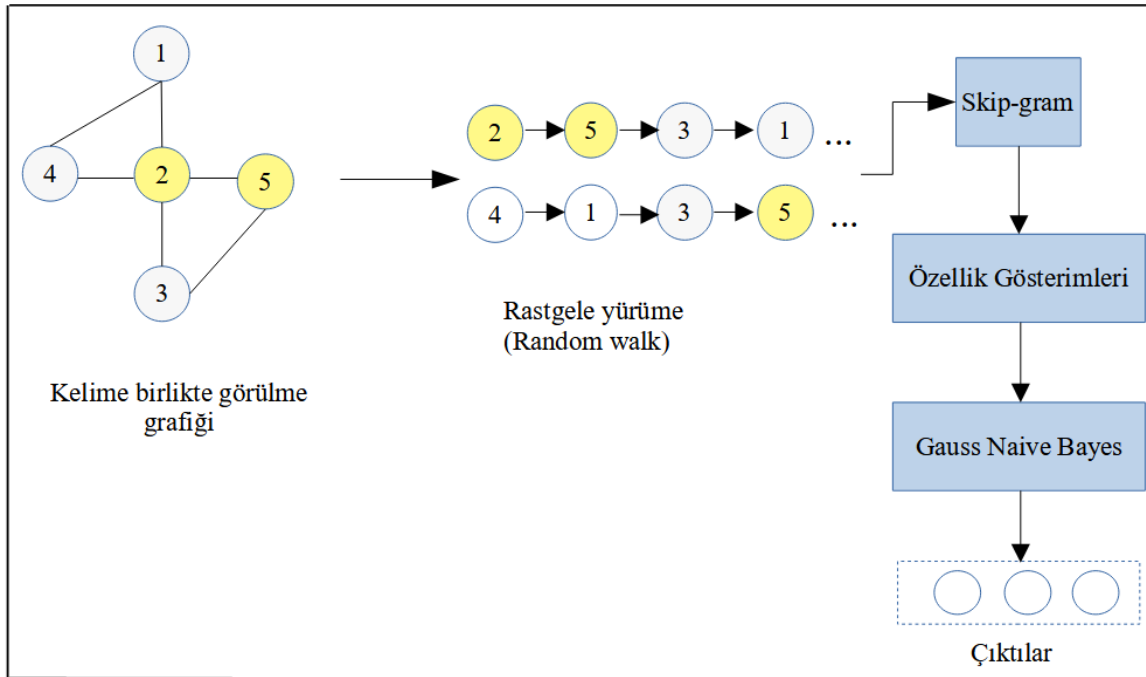 1
4
2
5
3
Kelime birlikte görülme
grafiği
2 5 3 1 ...
4 1 3 5 ...
Rastgele yürüme
(Random walk)
Skip-gram
Özellik Gösterimleri
Gauss Naive Bayes
Çıktılar